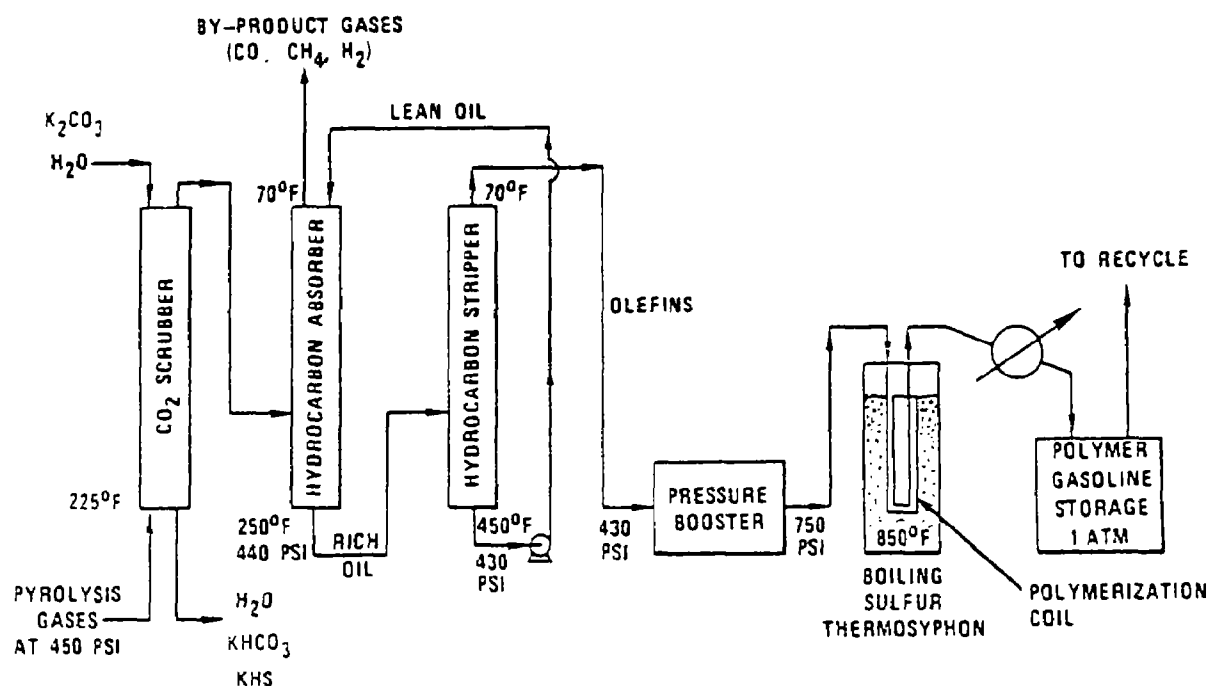 BY-PRODUCT GASES
(CO, CH4, H2)
K2CO3
H2O
LEAN OIL
70°F
70°F
CO2 SCRUBBER
HYDROCARBON ABSORBER
HYDROCARBON STRIPPER
OLEFINS
TO RECYCLE
225°F
250°F
440 PSI
RICH
OIL
450°F
430
PSI
430
PSI
PRESSURE
BOOSTER
750
PSI
850°F
POLYMER
GASOLINE
STORAGE
1 ATM
PYROLYSIS
GASES
AT 450 PSI
H2O
KHCO3
KHS
BOILING
SULFUR
THERMOSYPHON
POLYMERIZATION
COIL